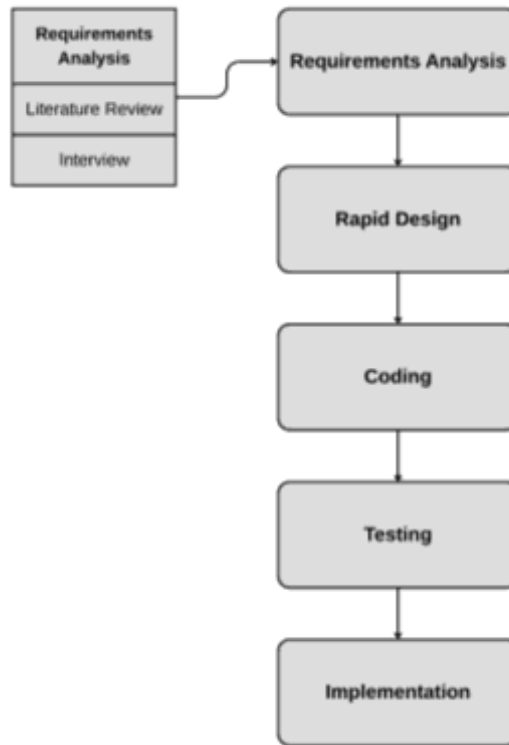 Requirements
Analysis
Literature Review
Interview
Requirements Analysis
Rapid Design
Coding
Testing
Implementation